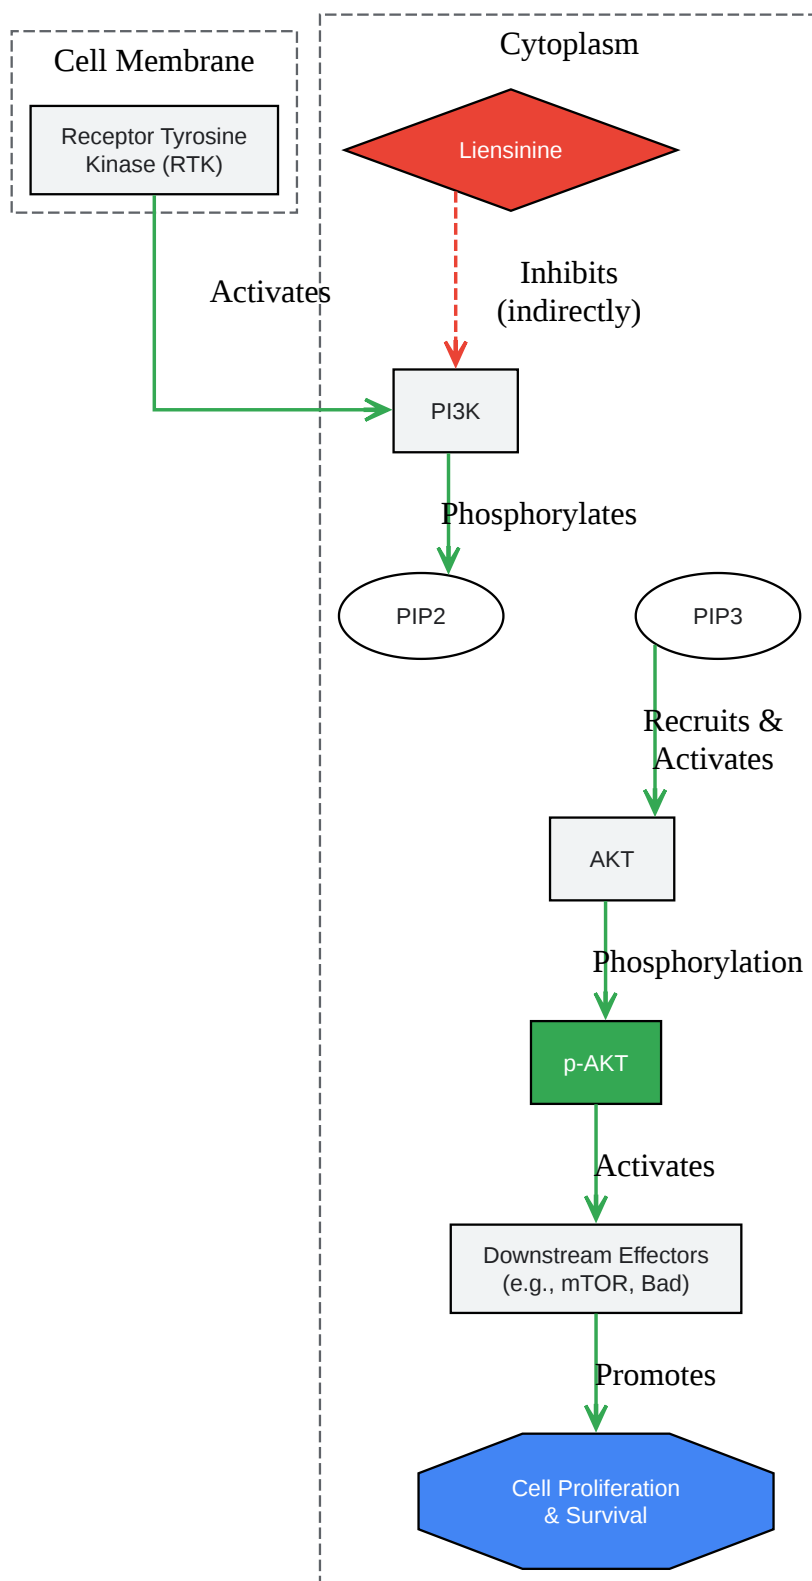 Cell Membrane
Receptor Tyrosine
Kinase (RTK)
Cytoplasm
Liensinine
Activates
Inhibits
(indirectly)
PI3K
Phosphorylates
PIP2
PIP3
Recruits &
Activates
AKT
Phosphorylation
p-AKT
Activates
Downstream Effectors
(e.g., mTOR, Bad)
Promotes
Cell Proliferation
& Survival